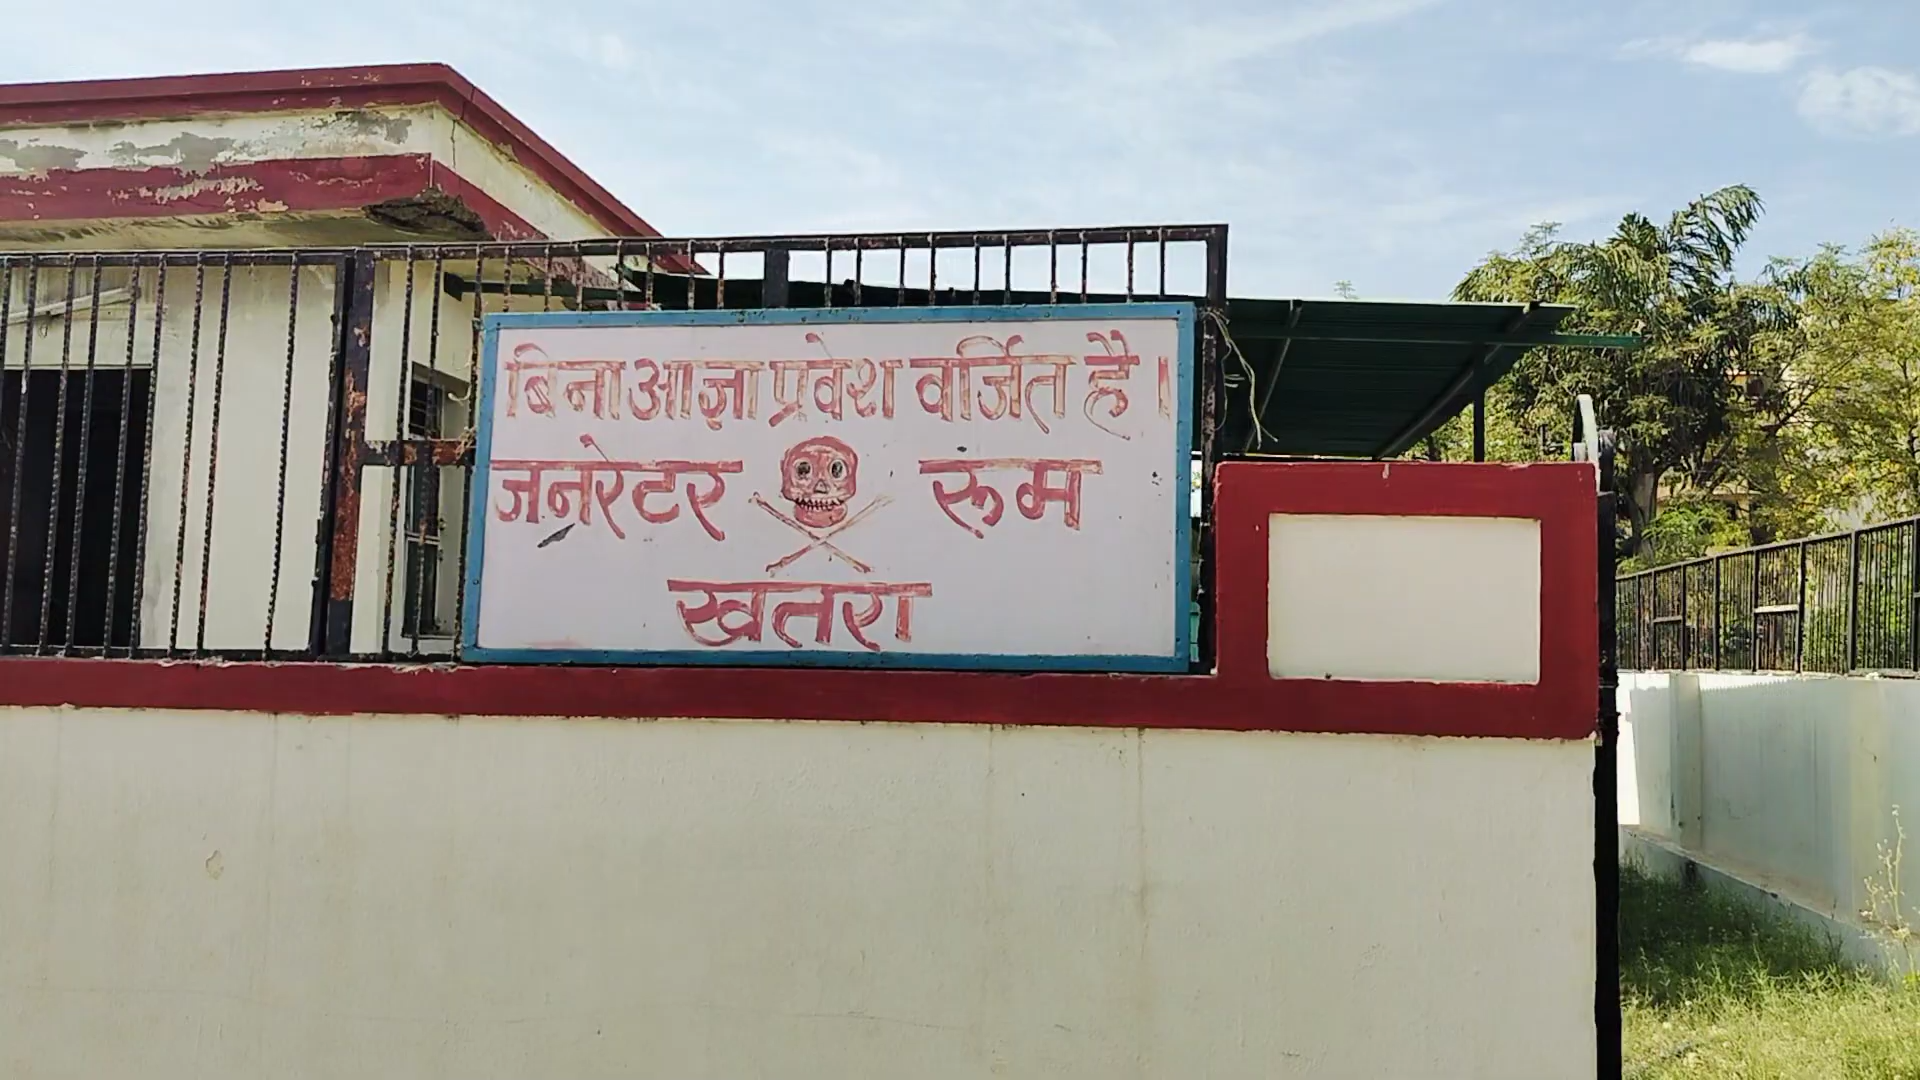 बिना आज्ञा प्रवेश वर्जित है।
जनरेटर रूम
खतरा